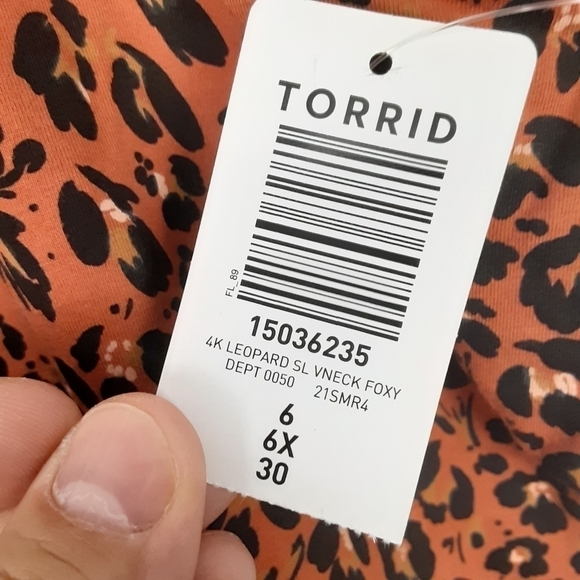 TORRID
FL_89
15036235
4K LEOPARD SL VNECK FOXY
DEPT 0050 21SMR4
6
6X
30